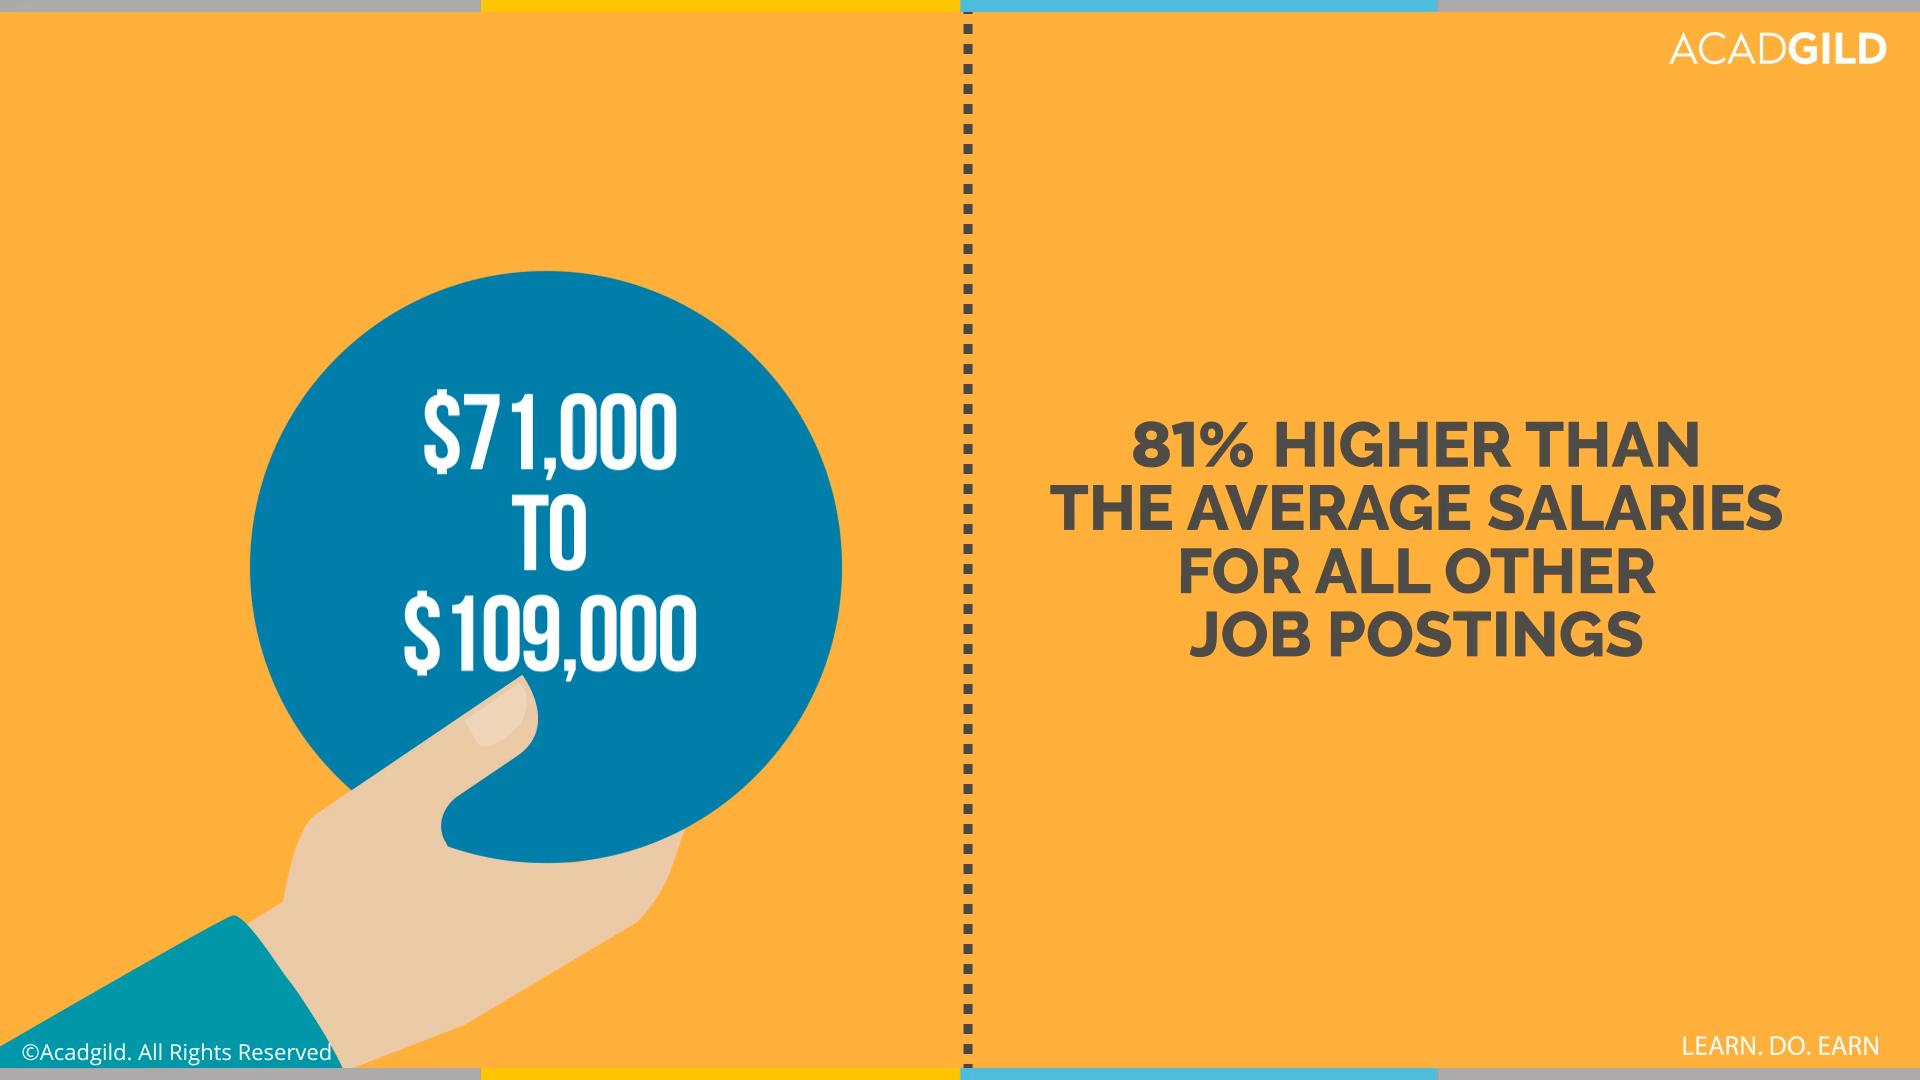 ACADGILD
$71,000
TO
$109,000
81% HIGHER THAN
THE AVERAGE SALARIES
FOR ALL OTHER
JOB POSTINGS
©Acadgild. All Rights Reserved
LEARN. DO. EARN